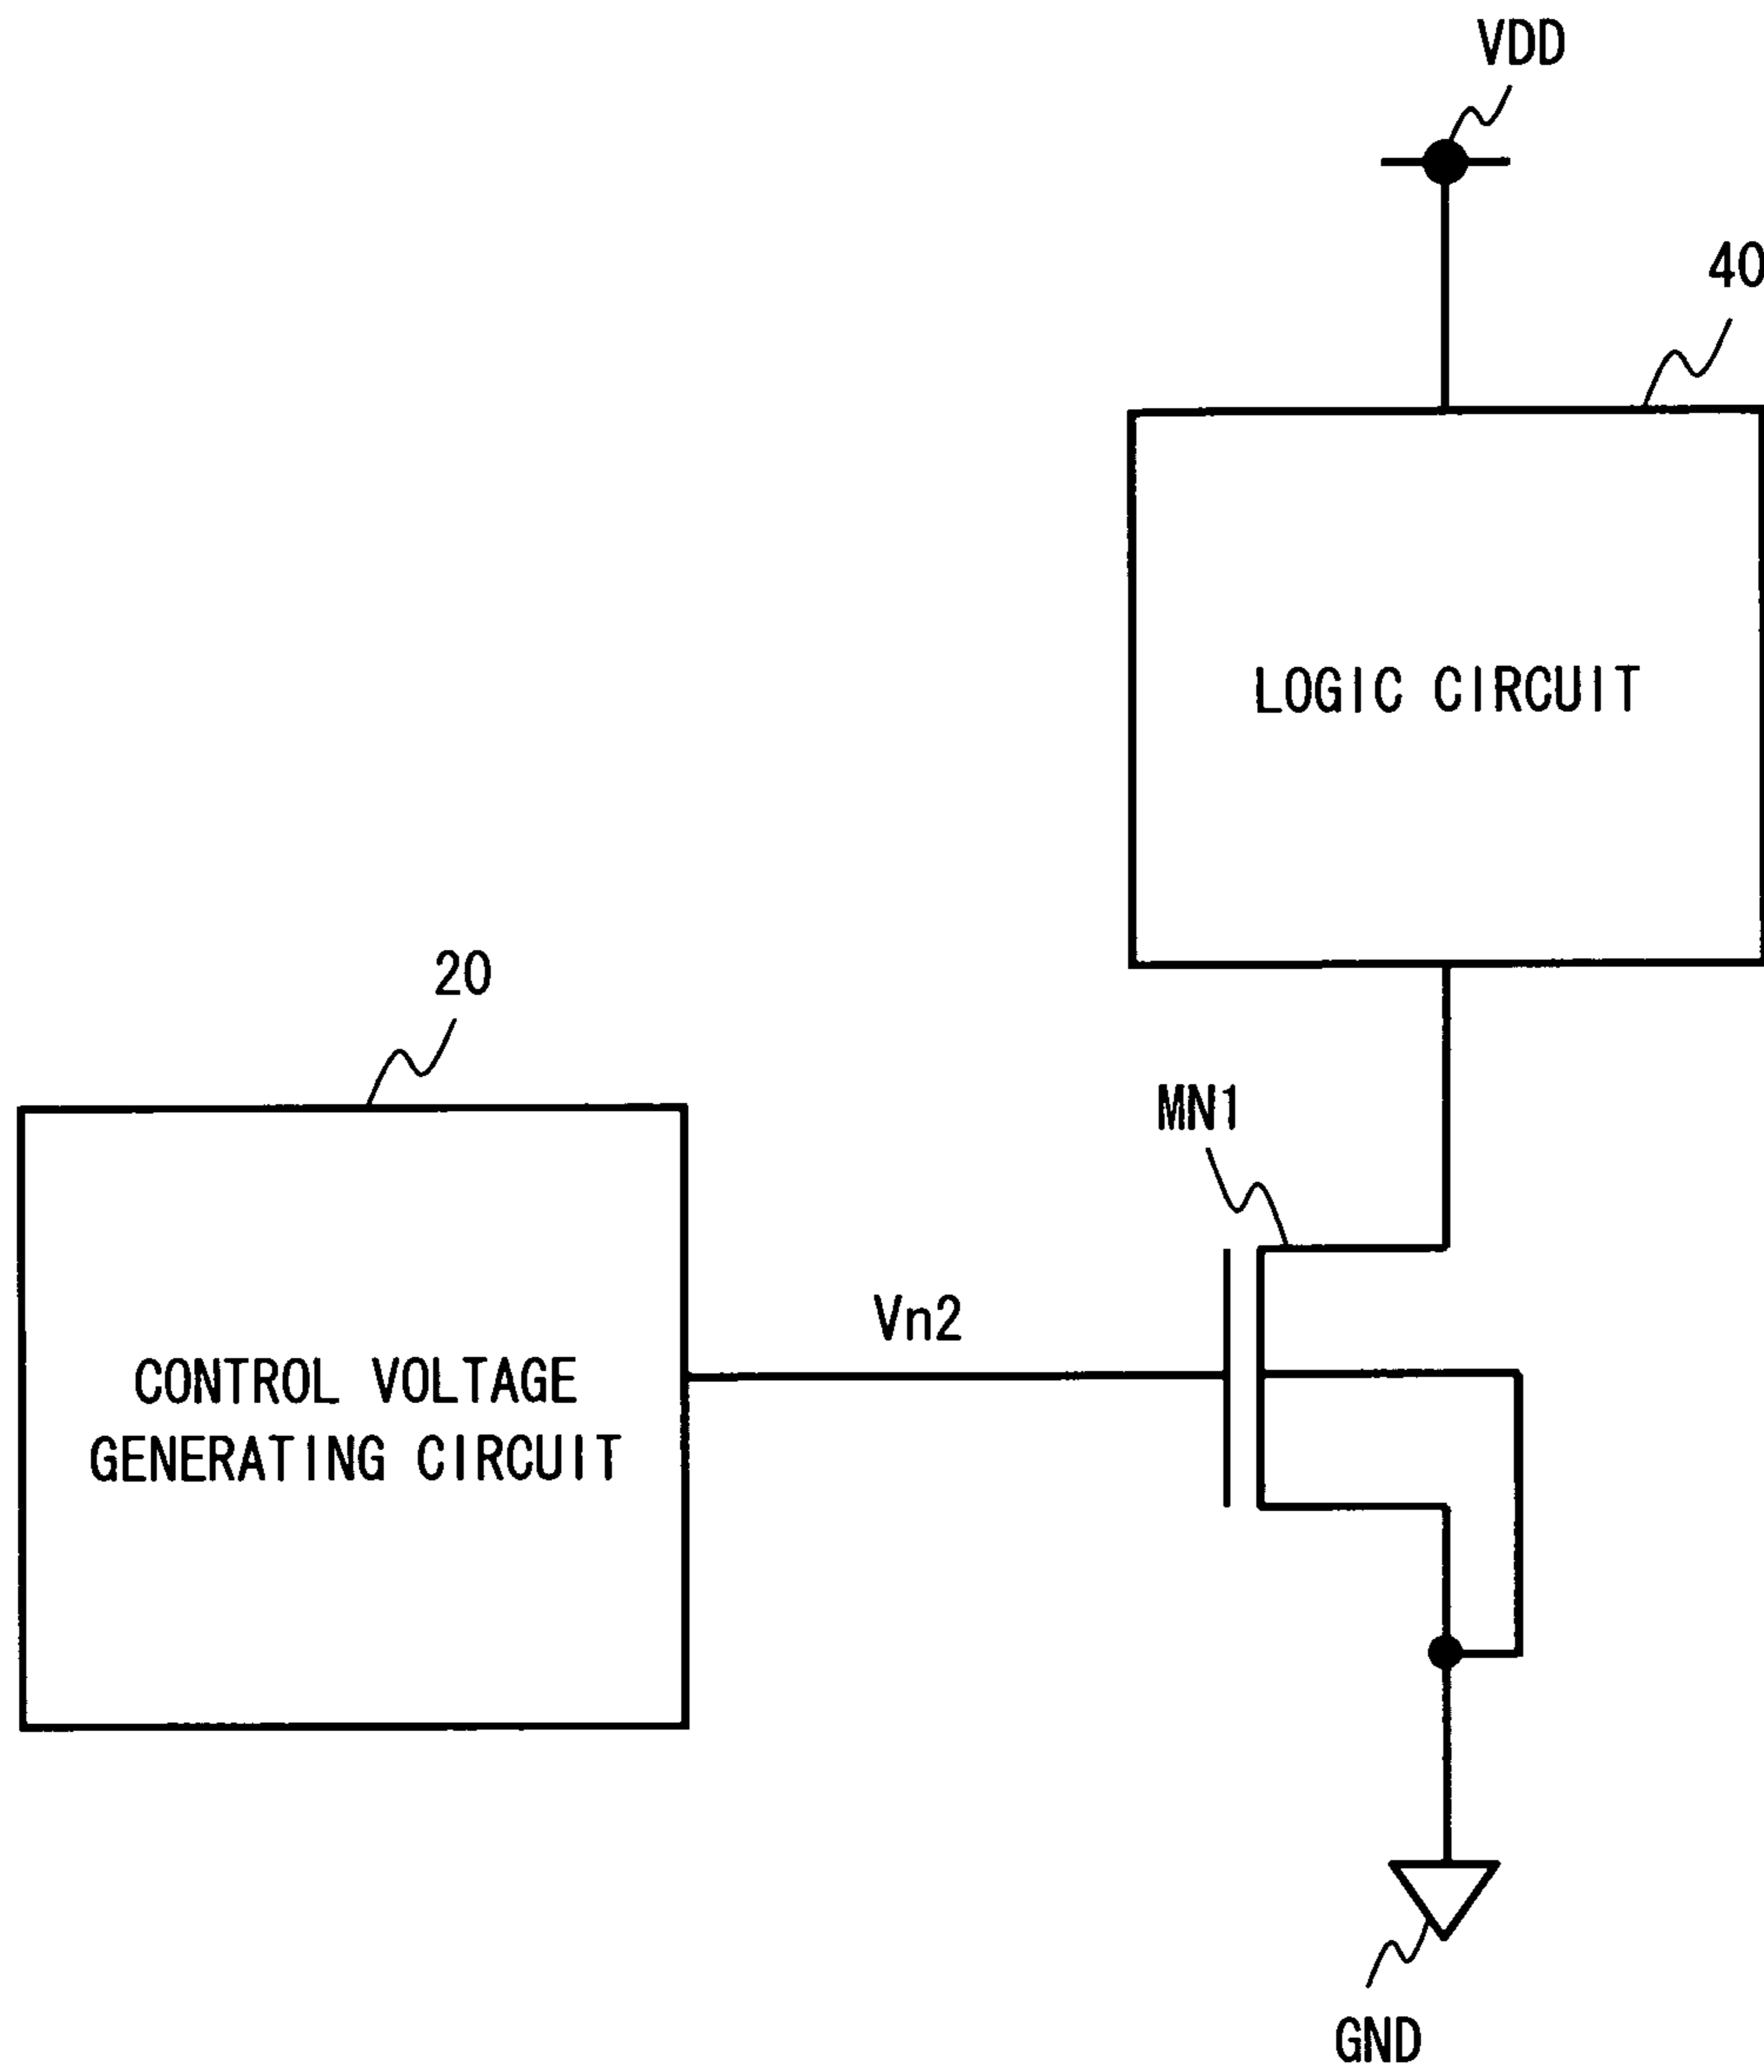 VDD
40
LOGIC CIRCUIT
20
MN1
Vn2
CONTROL VOLTAGE
GENERATING CIRCUIT
GND